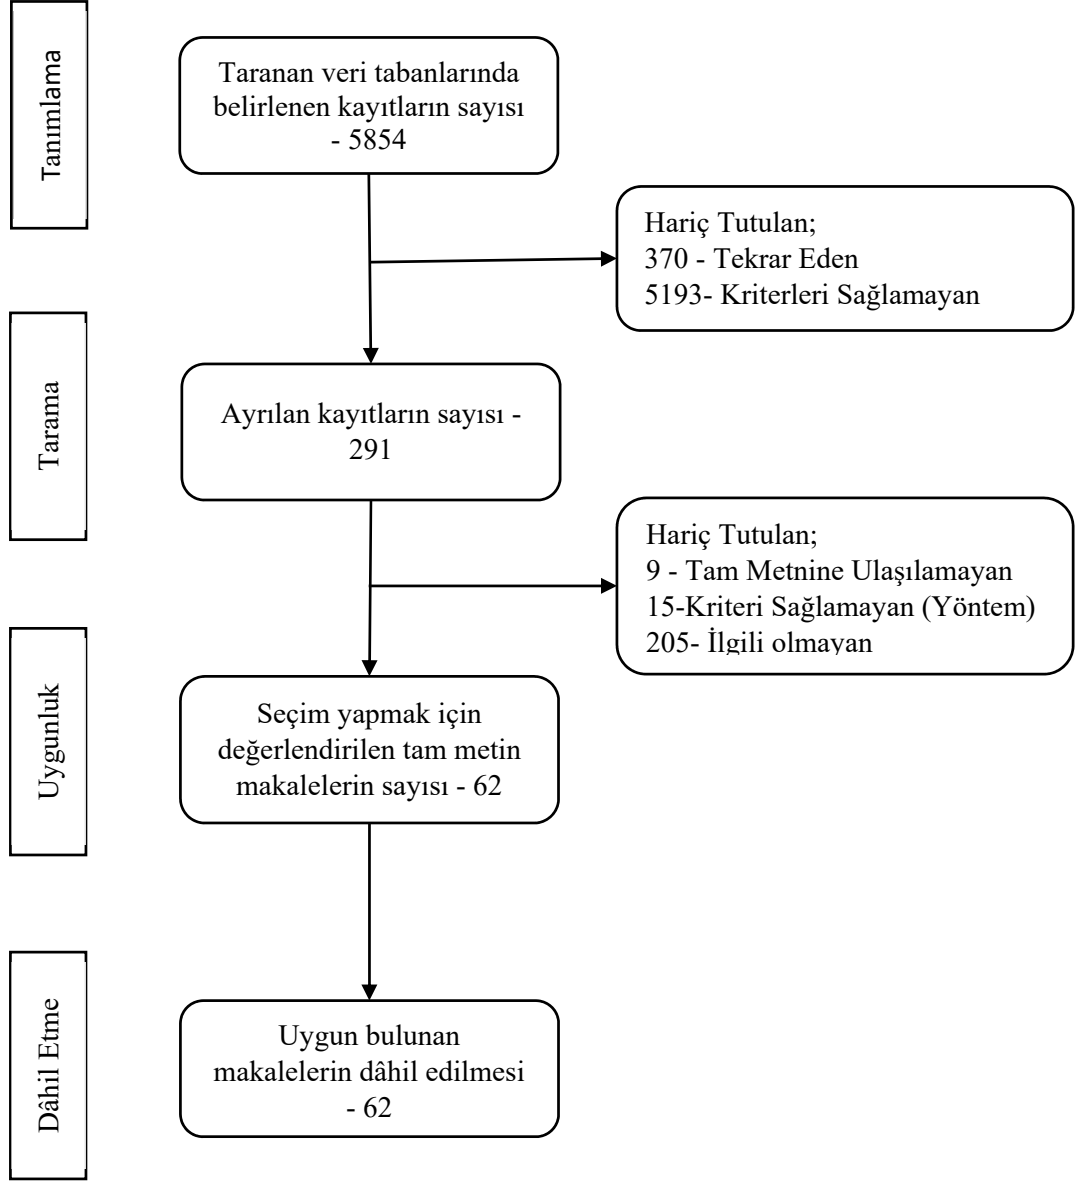 Tanımlama
Taranan veri tabanlarında
belirlenen kayıtların sayısı
- 5854
Hariç Tutulan;
370 - Tekrar Eden
5193- Kriterleri Sağlamayan
Tarama
Ayrılan kayıtların sayısı -
291
Hariç Tutulan;
9 - Tam Metnine Ulaşılamayan
15-Kriteri Sağlamayan (Yöntem)
205- İlgili olmayan
Uygunluk
Seçim yapmak için
değerlendirilen tam metin
makalelerin sayısı - 62
Dâhil Etme
Uygun bulunan
makalelerin dâhil edilmesi
- 62